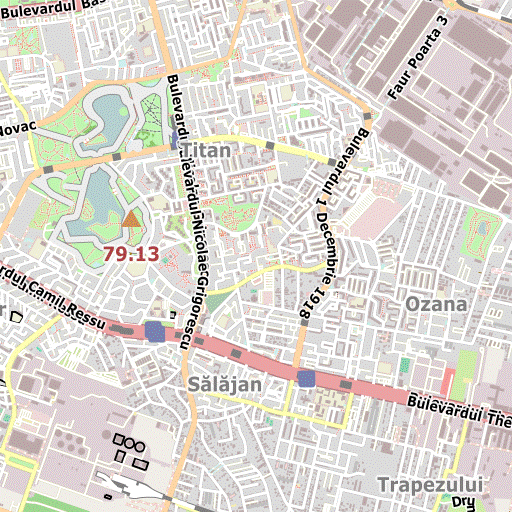 Bulevardul Bas
Faur Poarta 3
Novac
Titan
Bulevardul Nicolae Grigorescu
Bulevardul 1 Decembrie 1918
79.13
rdul Camil Ressu
Ozana
Sălăjan
Bulevardul The
Trapezului